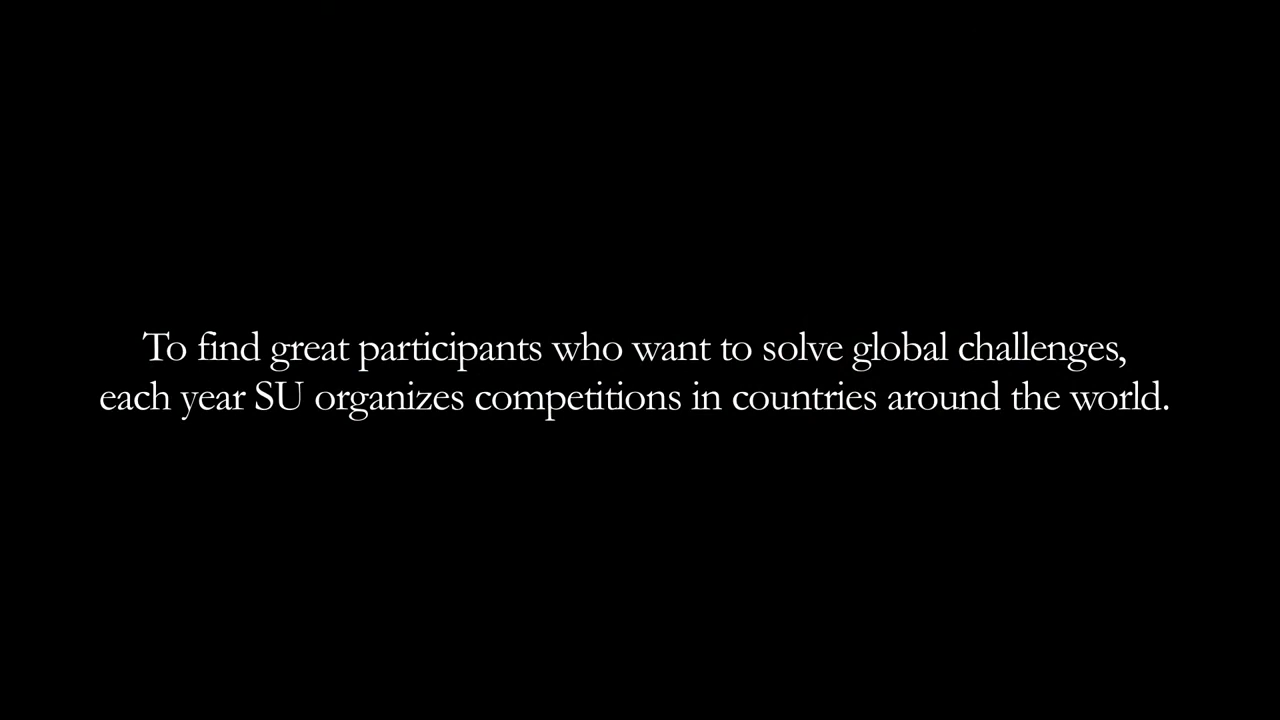 To find great participants who want to solve global challenges,
each year SU organizes competitions in countries around the world.